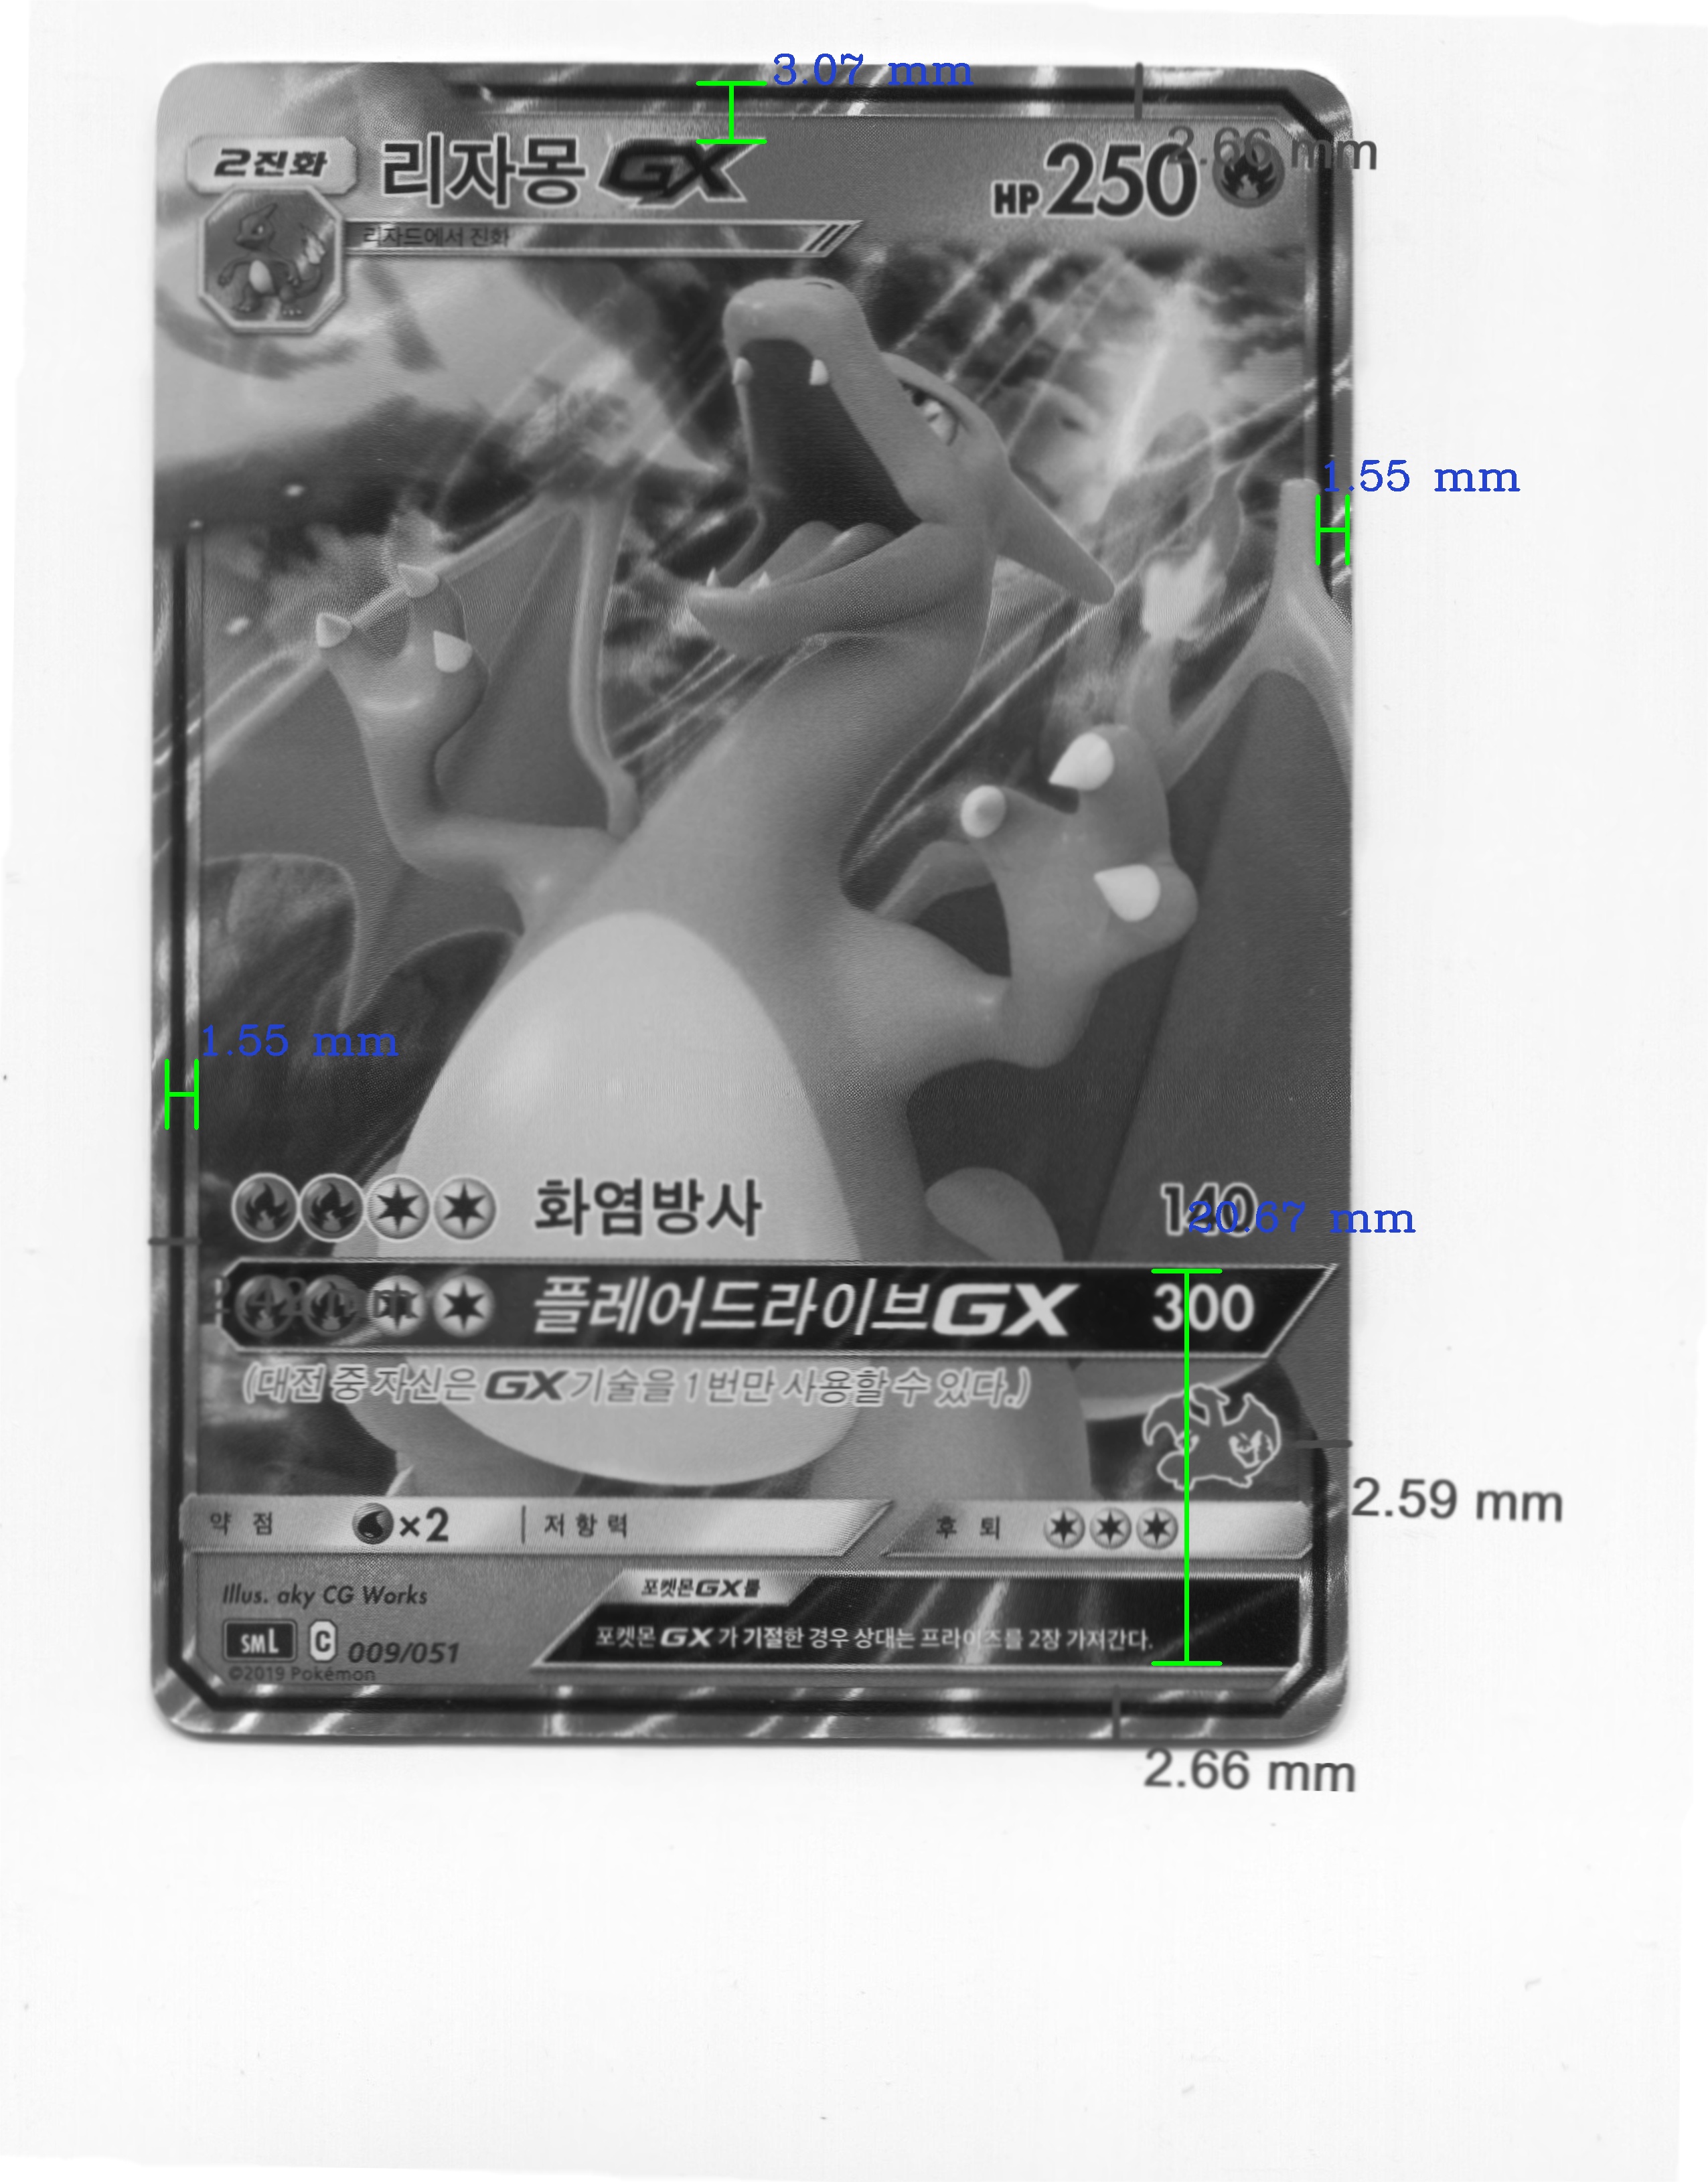 3.07 mm
2진화 리자몽 GX HP 250
2.66 mm
리자드에서 진화
1.55 mm
1.55 mm
화염방사 140
20.67 mm
플레어드라이브GX 300
(대전 중 자신은 GX기술을 1번만 사용할 수 있다.)
약점 ×2 저항력 후퇴
2.59 mm
Illus. aky CG Works
포켓몬GX룰
포켓몬 GX가 기절한 경우 상대는 프라이즈를 2장 가져간다.
SML C 009/051
©2019 Pokémon
2.66 mm